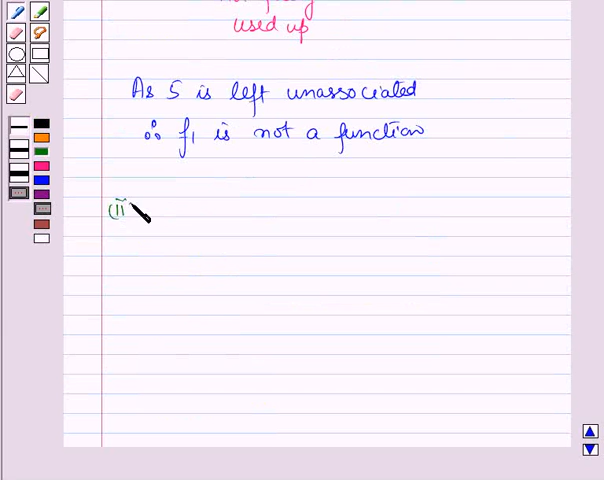 used up
As 5 is left unassociated
∴ f₁ is not a function
(ii